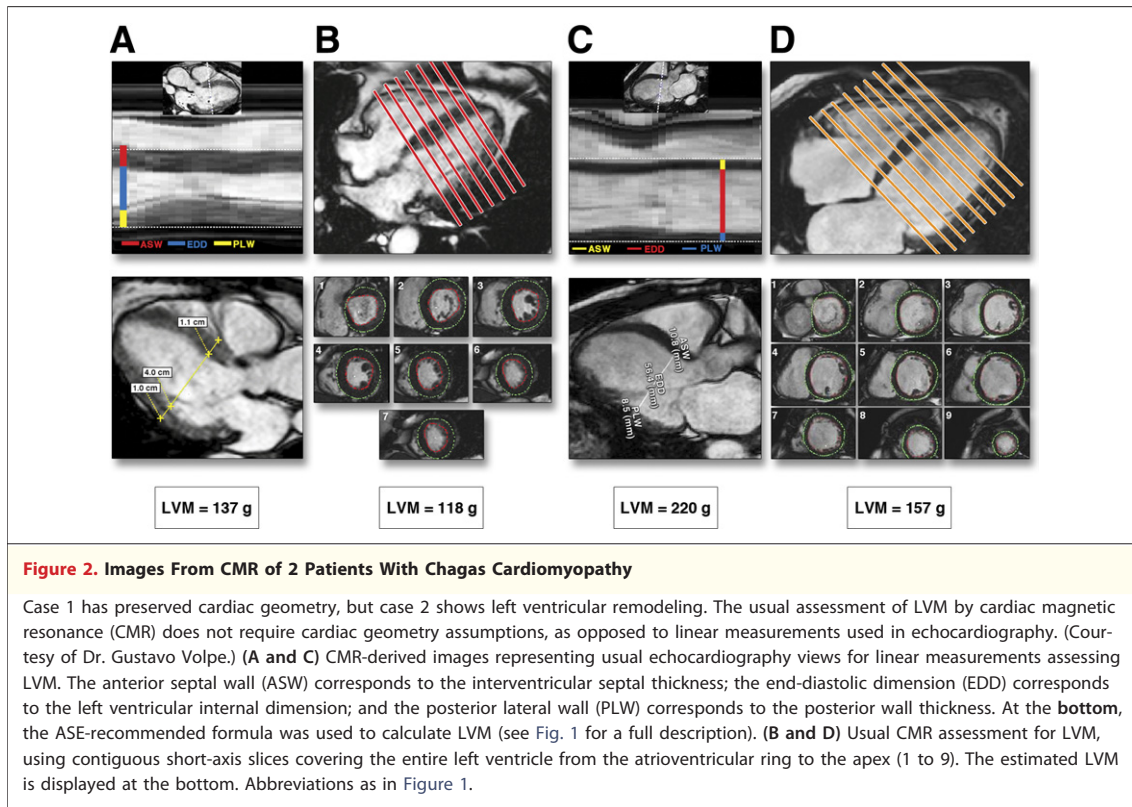 A
B
C
D
ASW EDD PLW
ASW EDD PLW
1.1 cm
4.0 cm
1.0 cm
1
2
3
4
5
6
7
ASW
10.8 (mm)
EDD
56.1 (mm)
PLW
8.5 (mm)
1
2
3
4
5
6
7
8
9
LVM = 137 g
LVM = 118 g
LVM = 220 g
LVM = 157 g
Figure 2. Images From CMR of 2 Patients With Chagas Cardiomyopathy
Case 1 has preserved cardiac geometry, but case 2 shows left ventricular remodeling. The usual assessment of LVM by cardiac magnetic
resonance (CMR) does not require cardiac geometry assumptions, as opposed to linear measurements used in echocardiography. (Cour-
tesy of Dr. Gustavo Volpe.) (A and C) CMR-derived images representing usual echocardiography views for linear measurements assessing
LVM. The anterior septal wall (ASW) corresponds to the interventricular septal thickness; the end-diastolic dimension (EDD) corresponds
to the left ventricular internal dimension; and the posterior lateral wall (PLW) corresponds to the posterior wall thickness. At the bottom,
the ASE-recommended formula was used to calculate LVM (see Fig. 1 for a full description). (B and D) Usual CMR assessment for LVM,
using contiguous short-axis slices covering the entire left ventricle from the atrioventricular ring to the apex (1 to 9). The estimated LVM
is displayed at the bottom. Abbreviations as in Figure 1.